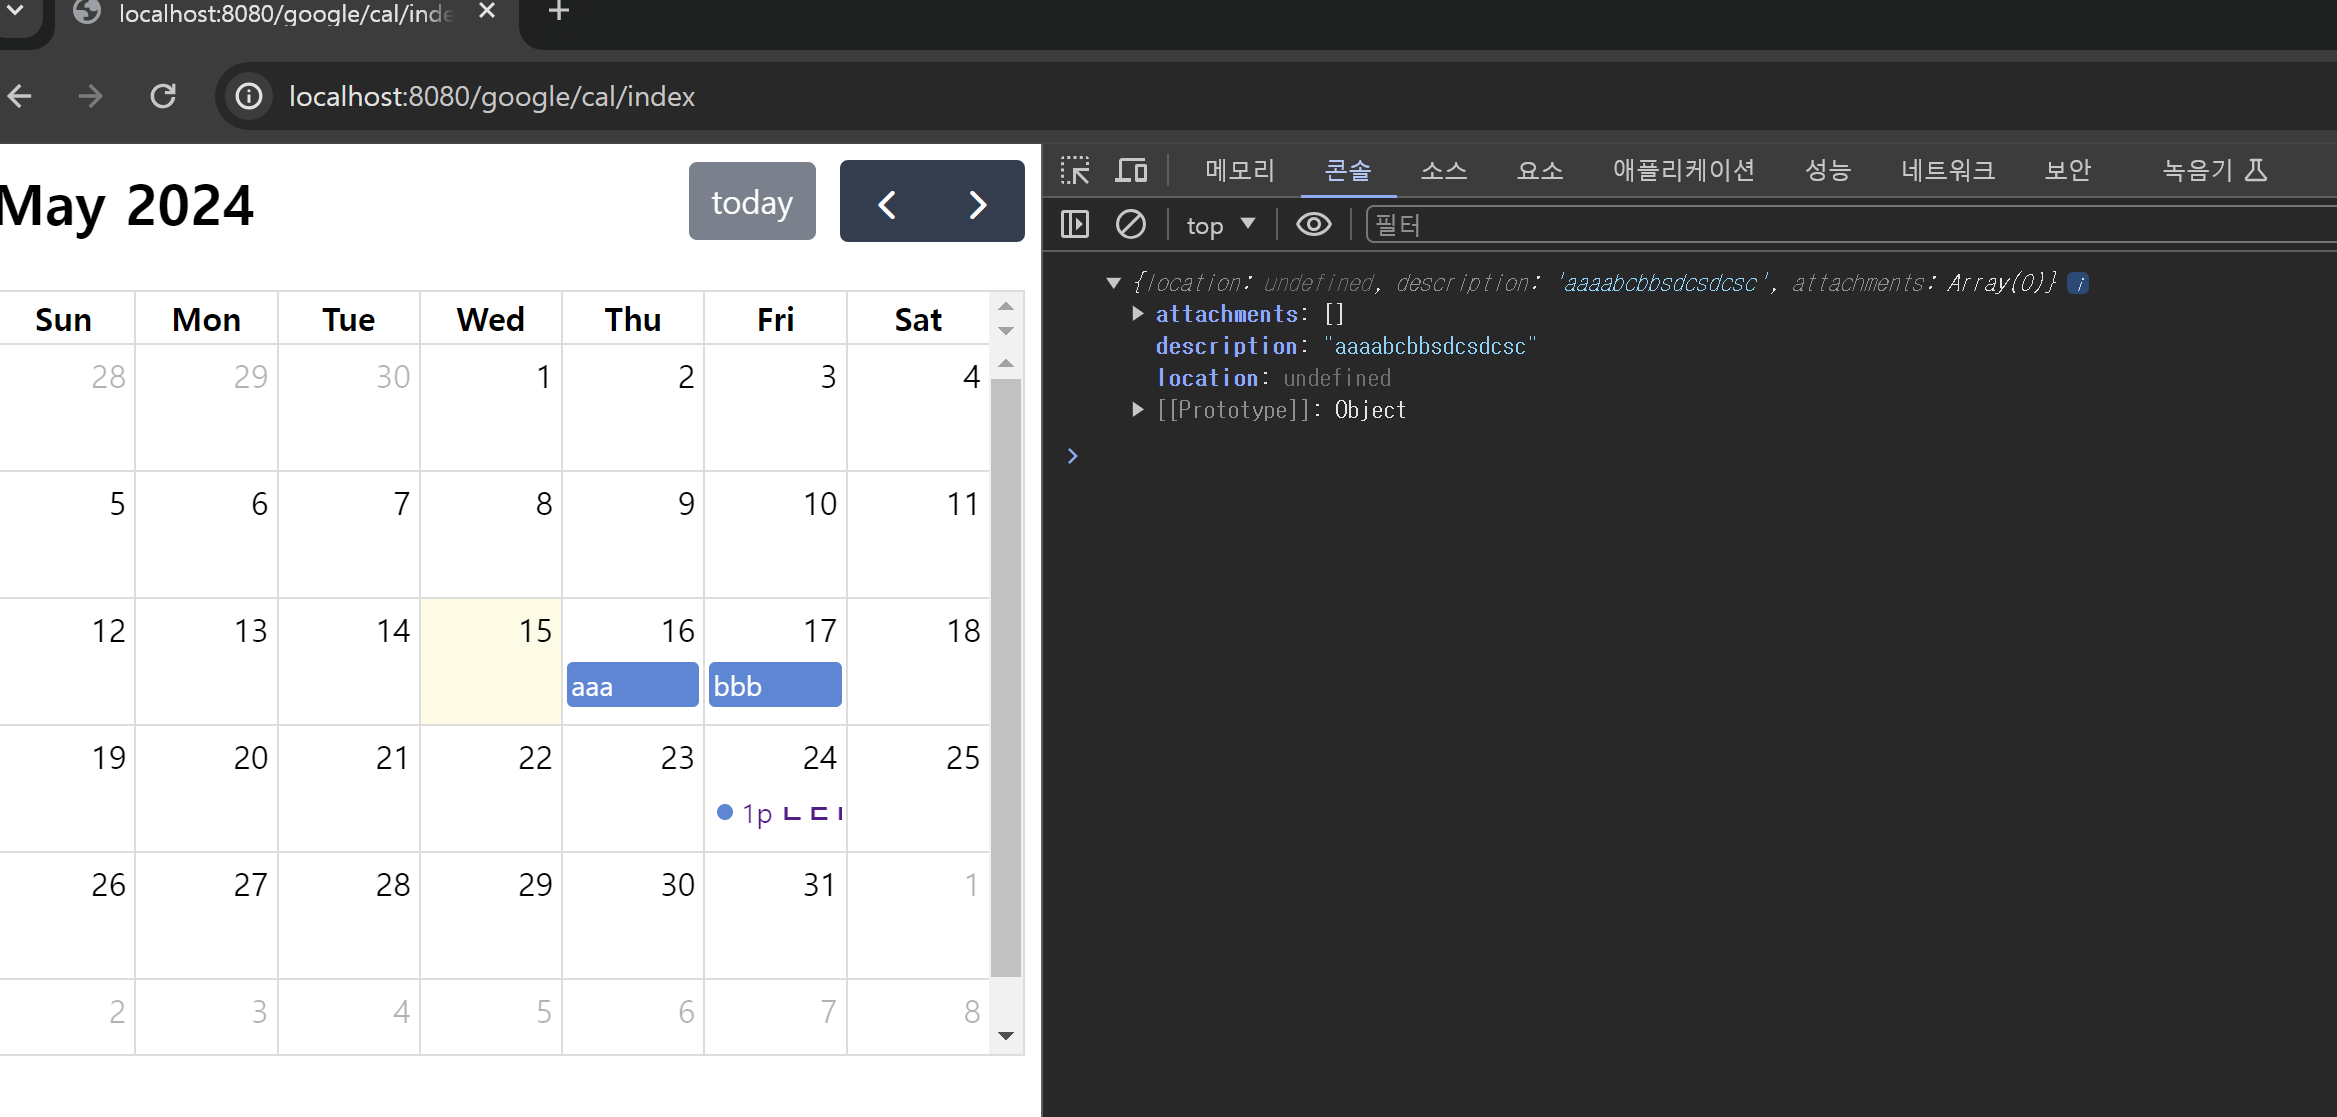 localhost:8080/google/cal/inde
localhost:8080/google/cal/index
May 2024
today
Sun Mon Tue Wed Thu Fri Sat
28 29 30 1 2 3 4
5 6 7 8 9 10 11
12 13 14 15 16 17 18
aaa bbb
19 20 21 22 23 24 25
1p ㄴㄷ
26 27 28 29 30 31 1
2 3 4 5 6 7 8
메모리 콘솔 소스 요소 애플리케이션 성능 네트워크 보안 녹음기
top 필터
{location: undefined, description: 'aaaabcbbsdcsdcsc', attachments: Array(0)} i
attachments: []
description: "aaaabcbbsdcsdcsc"
location: undefined
[[Prototype]]: Object